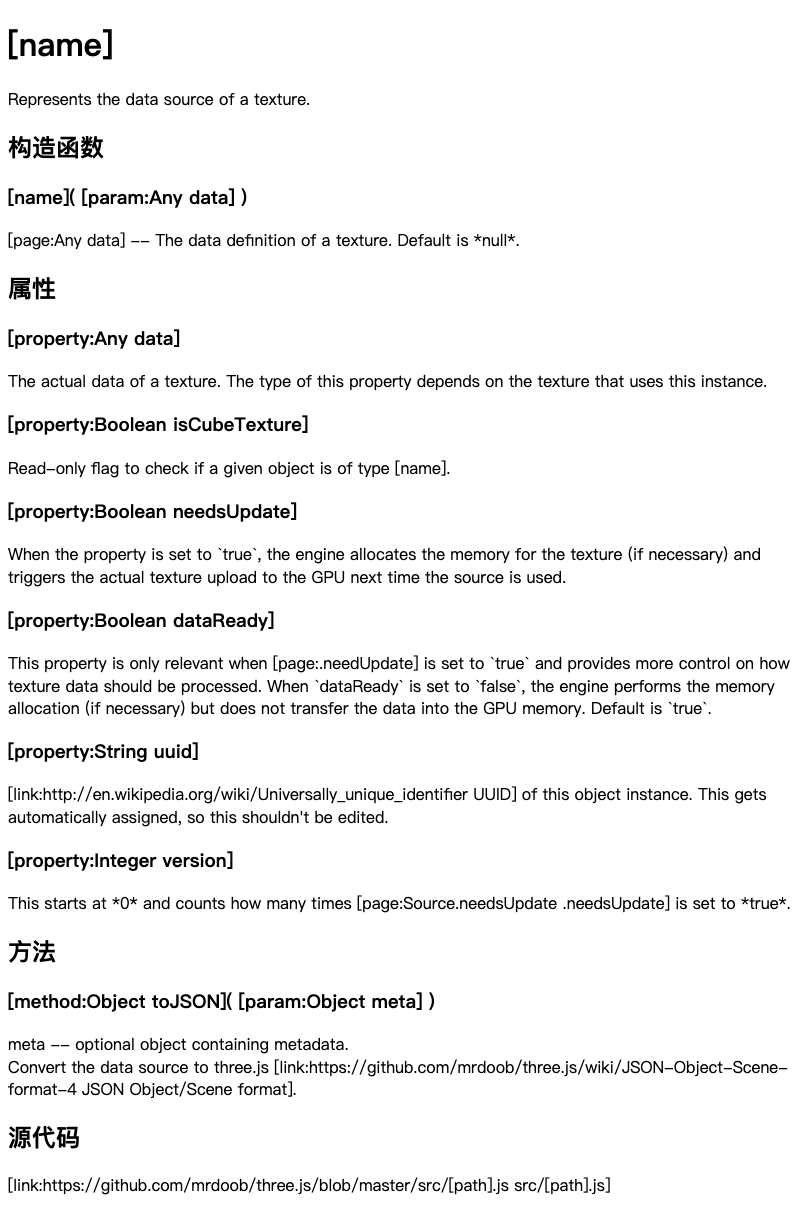 [name]
Represents the data source of a texture.
构造函数
[name]( [param:Any data] )
[page:Any data] -- The data definition of a texture. Default is *null*.
属性
[property:Any data]
The actual data of a texture. The type of this property depends on the texture that uses this instance.
[property:Boolean isCubeTexture]
Read-only flag to check if a given object is of type [name].
[property:Boolean needsUpdate]
When the property is set to `true`, the engine allocates the memory for the texture (if necessary) and
triggers the actual texture upload to the GPU next time the source is used.
[property:Boolean dataReady]
This property is only relevant when [page:.needUpdate] is set to `true` and provides more control on how
texture data should be processed. When `dataReady` is set to `false`, the engine performs the memory
allocation (if necessary) but does not transfer the data into the GPU memory. Default is `true`.
[property:String uuid]
[link:http://en.wikipedia.org/wiki/Universally_unique_identifier UUID] of this object instance. This gets
automatically assigned, so this shouldn't be edited.
[property:Integer version]
This starts at *0* and counts how many times [page:Source.needsUpdate .needsUpdate] is set to *true*.
方法
[method:Object toJSON]( [param:Object meta] )
meta -- optional object containing metadata.
Convert the data source to three.js [link:https://github.com/mrdoob/three.js/wiki/JSON-Object-Scene-
format-4 JSON Object/Scene format].
源代码
[link:https://github.com/mrdoob/three.js/blob/master/src/[path].js src/[path].js]